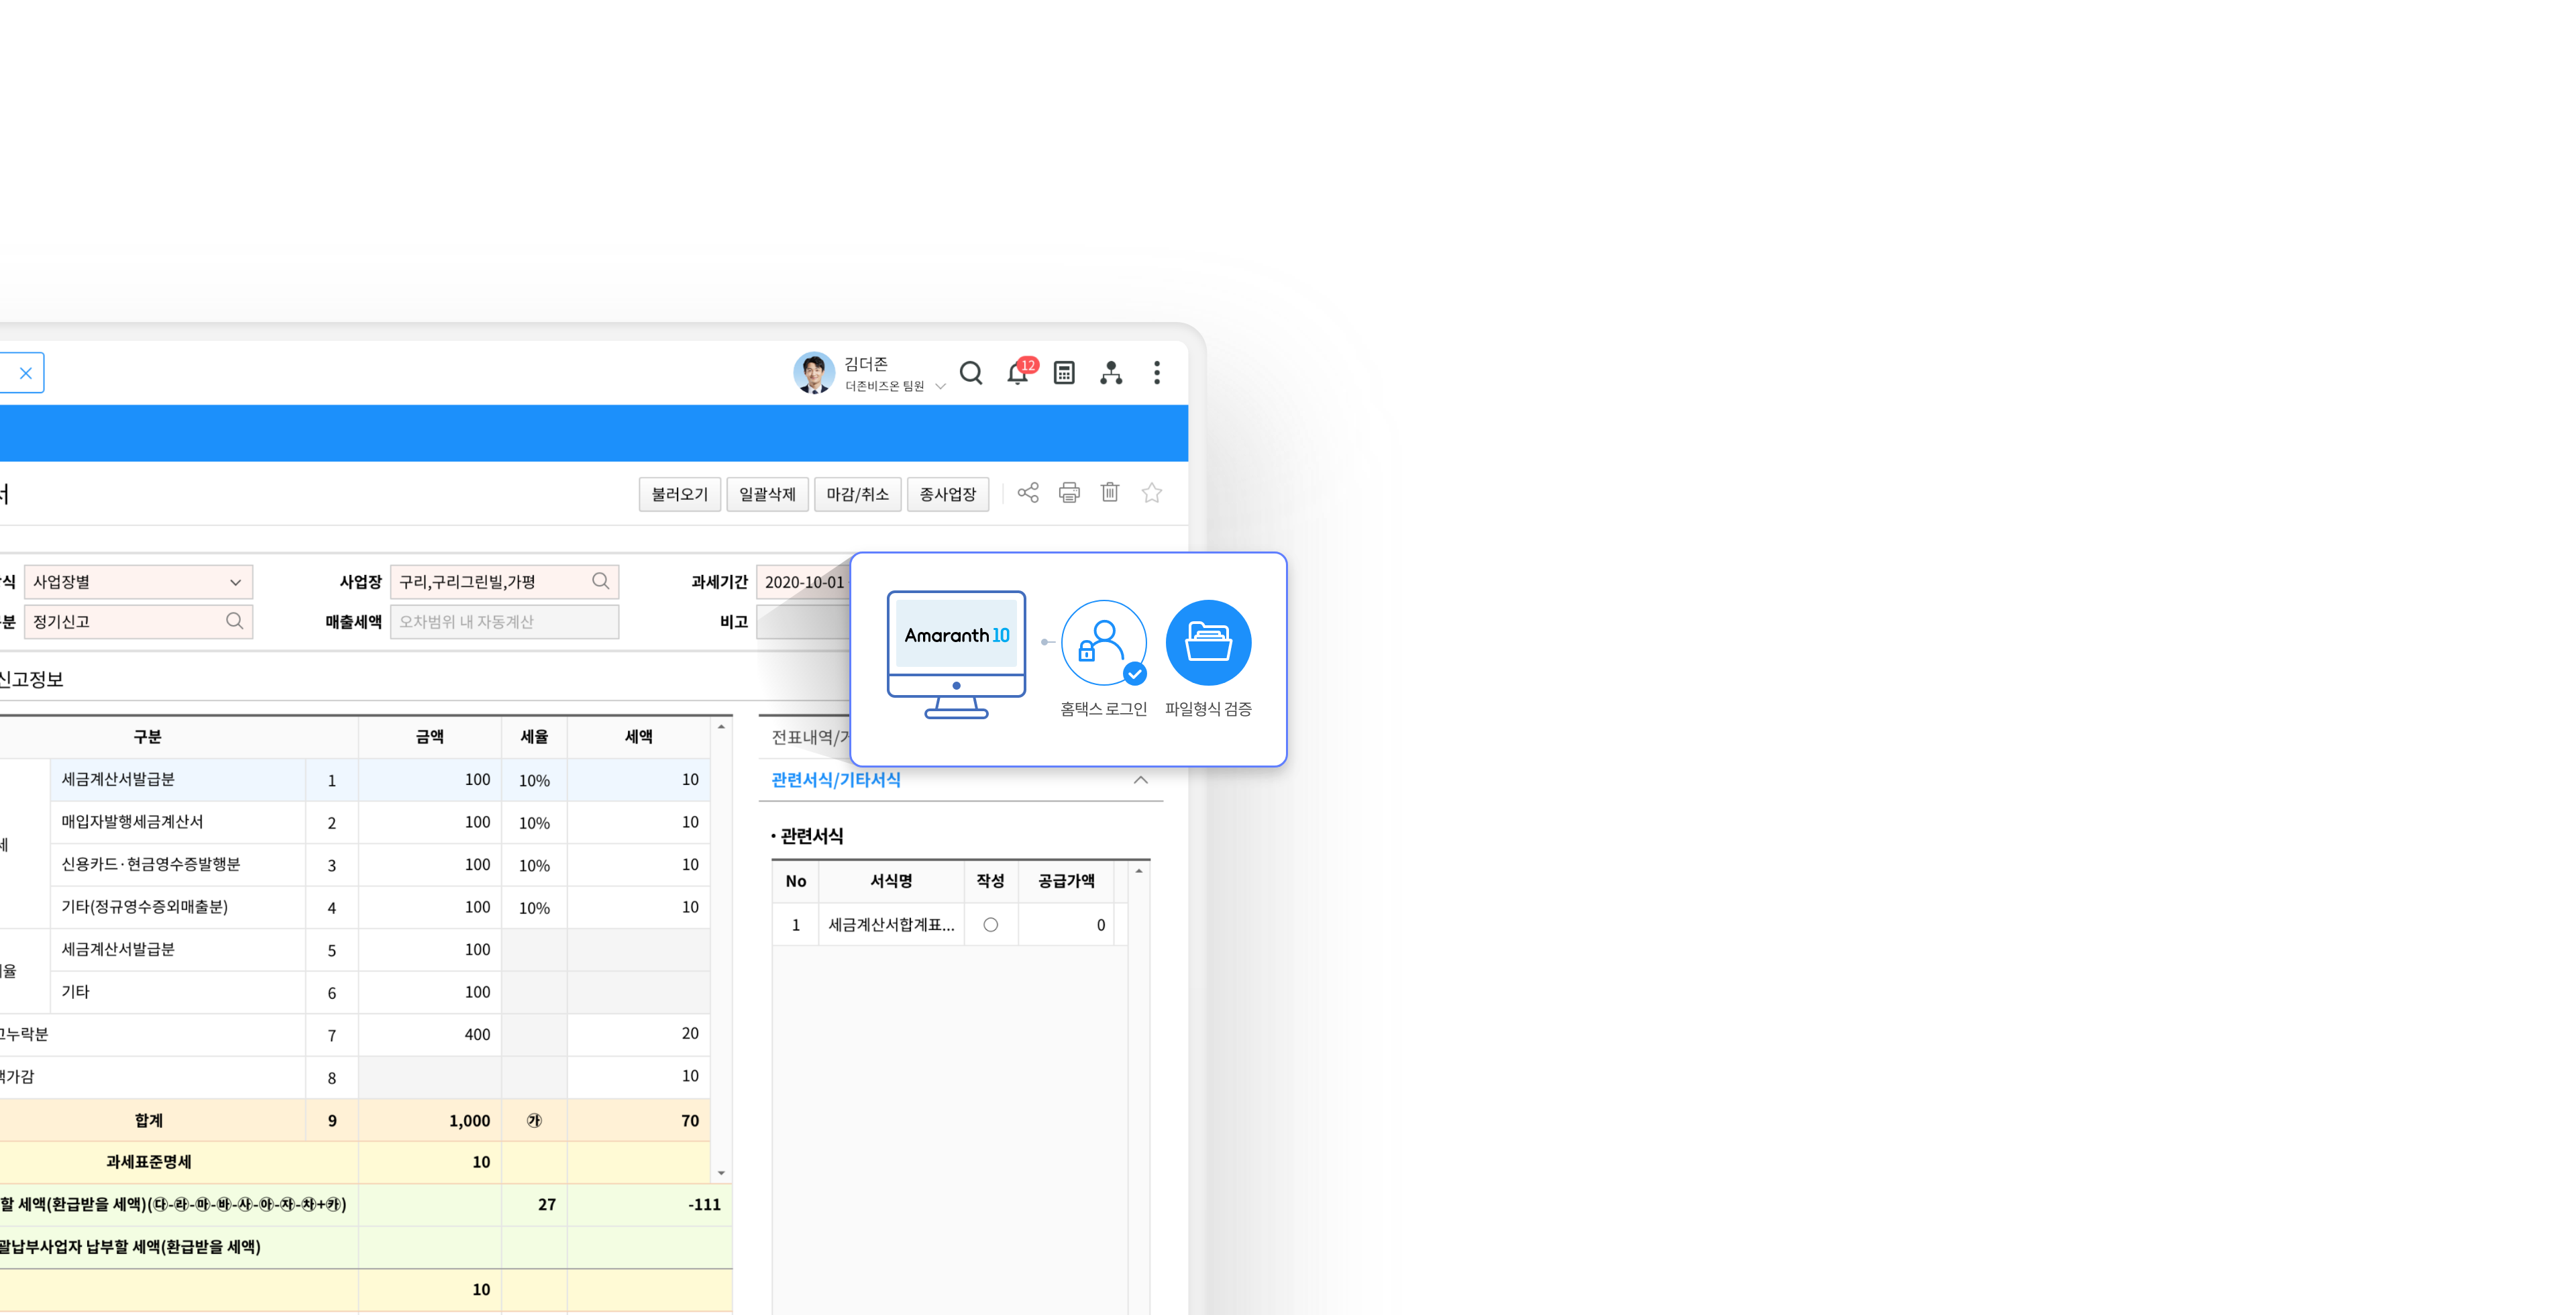 김더존
더존비즈온 팀원
12
서
불러오기 일괄삭제 마감/취소 종사업장
사업장별 사업장 구리,구리그린빌,가평 과세기간 2020-10-01
정기신고 매출세액 오차범위 내 자동계산 비고
Amaranth 10
홈택스 로그인 파일형식 검증
신고정보
구분 금액 세율 세액
세금계산서발급분 1 100 10% 10
매입자발행세금계산서 2 100 10% 10
신용카드·현금영수증발행분 3 100 10% 10
기타(정규영수증외매출분) 4 100 10% 10
세금계산서발급분 5 100
기타 6 100
누락분 7 400 20
가감 8 10
합계 9 1,000 ㉮ 70
과세표준명세 10
할 세액(환급받을 세액)(㉰-㉱-㉲-㉳-㉴-㉵-㉶-㉷+㉸) 27 -111
괄납부사업자 납부할 세액(환급받을 세액)
10
전표내역/거
관련서식/기타서식
· 관련서식
No 서식명 작성 공급가액
1 세금계산서합계표... ○ 0